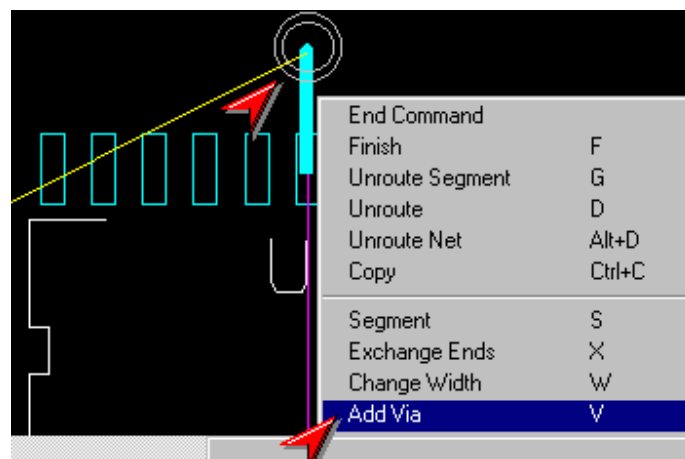 End Command
Finish F
Unroute Segment G
Unroute D
Unroute Net Alt+D
Copy Ctrl+C
Segment S
Exchange Ends X
Change Width W
Add Via V